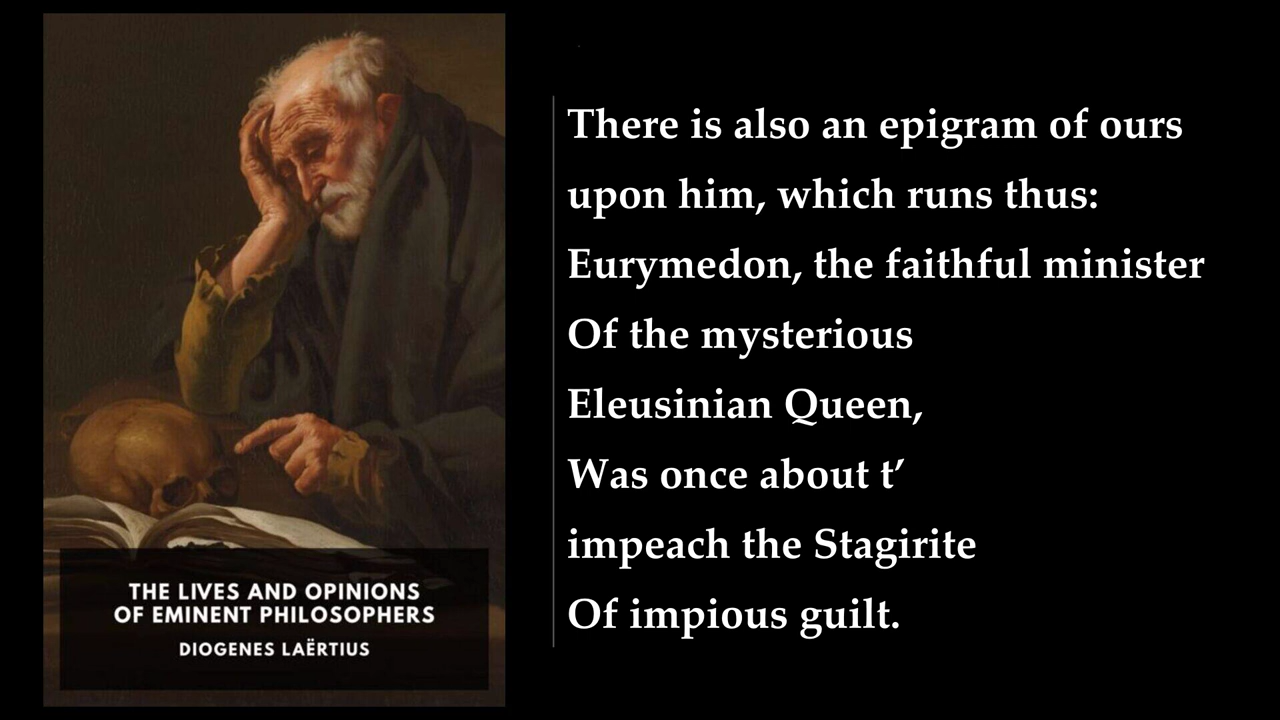 THE LIVES AND OPINIONS
OF EMINENT PHILOSOPHERS
DIOGENES LAËRTIUS
There is also an epigram of ours
upon him, which runs thus:
Eurymedon, the faithful minister
Of the mysterious
Eleusinian Queen,
Was once about t’
impeach the Stagirite
Of impious guilt.